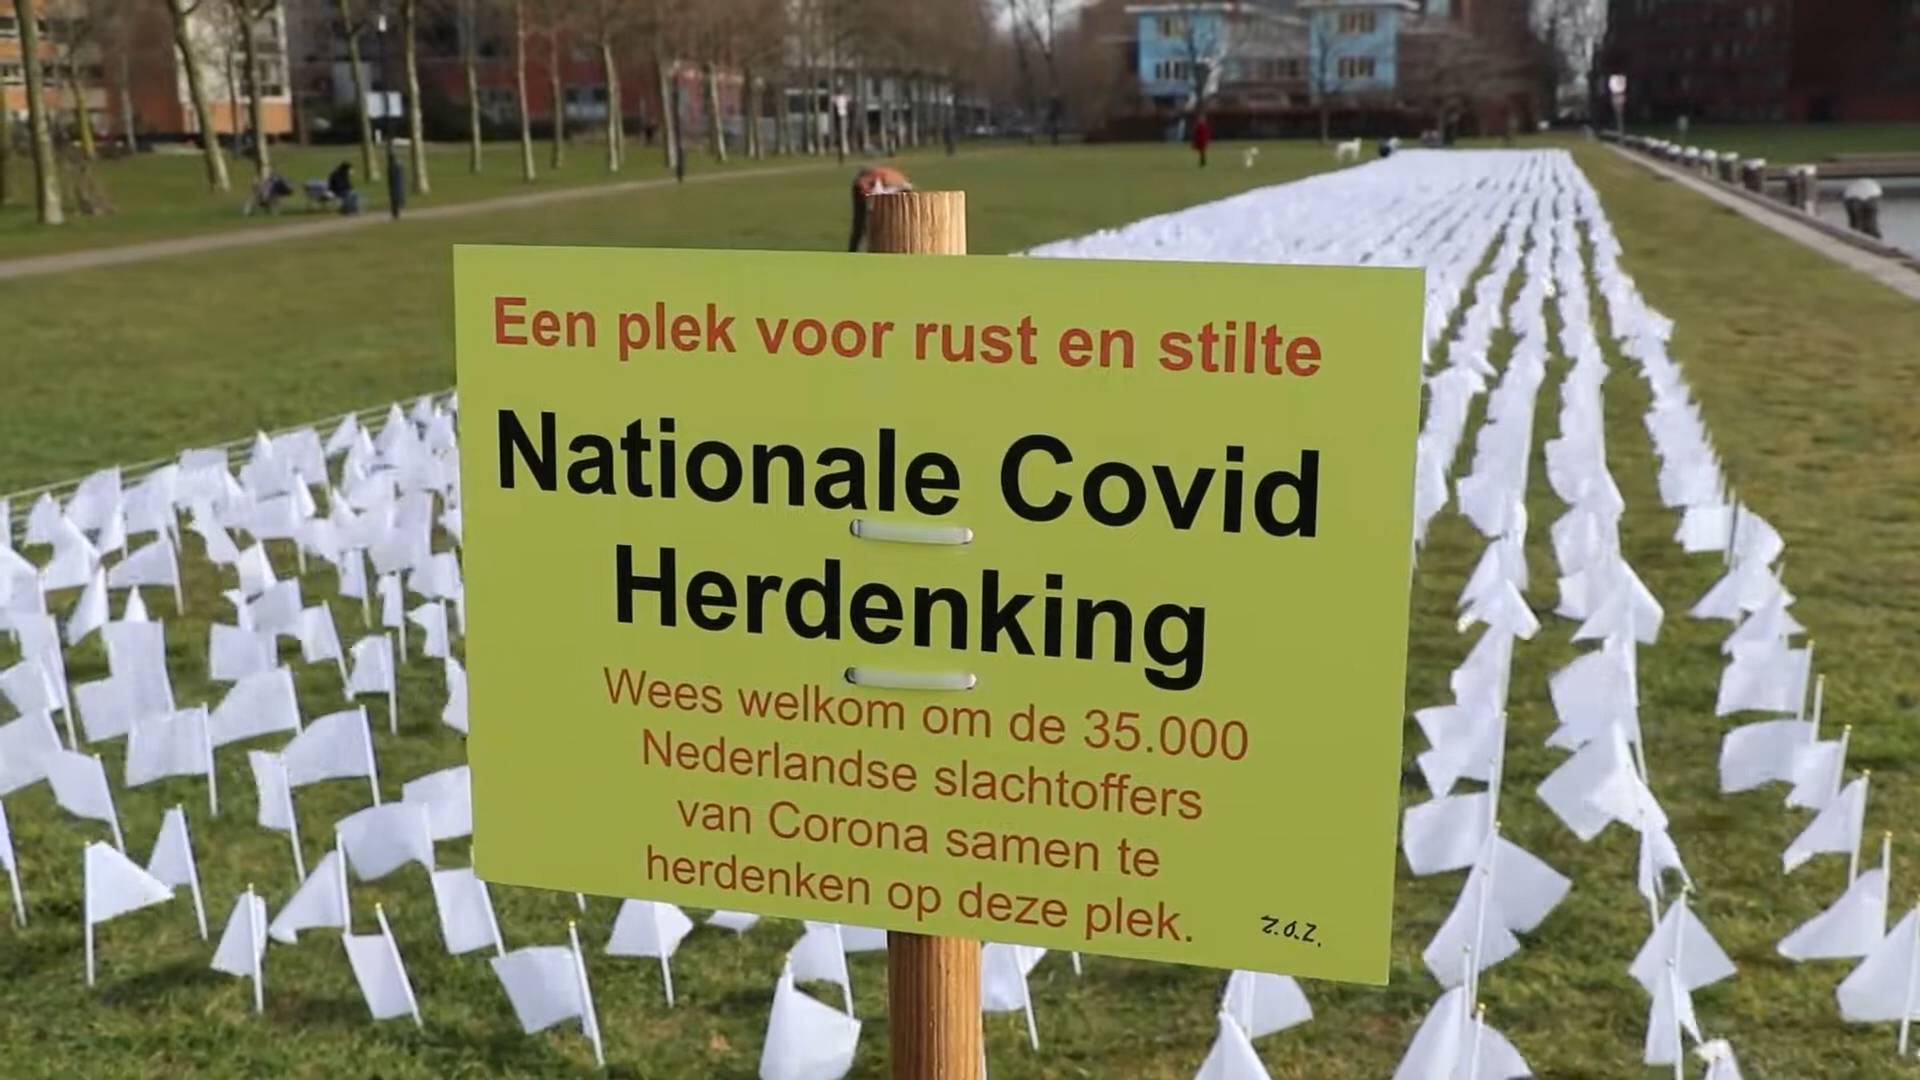 Een plek voor rust en stilte
Nationale Covid
Herdenking
Wees welkom om de 35.000
Nederlandse slachtoffers
van Corona samen te
herdenken op deze plek.
z.o.z.